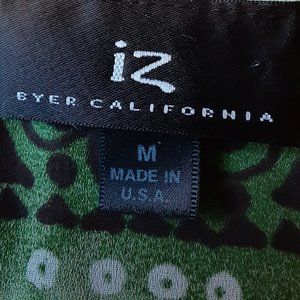 iz
BYER CALIFORNIA
M
MADE IN
U.S.A.